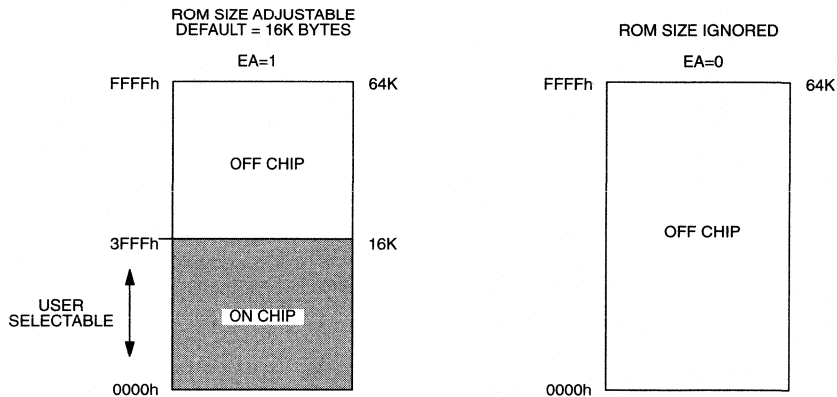 ROM SIZE ADJUSTABLE
DEFAULT = 16K BYTES
EA=1
FFFFh
64K
OFF CHIP
3FFFh
16K
USER
SELECTABLE
ON CHIP
0000h
ROM SIZE IGNORED
EA=0
FFFFh
64K
OFF CHIP
0000h